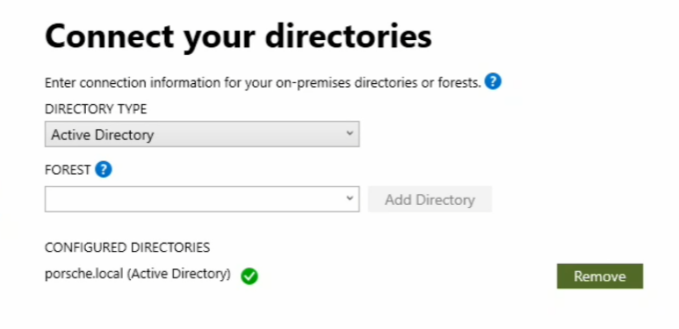 Connect your directories
Enter connection information for your on-premises directories or forests. ?
DIRECTORY TYPE
Active Directory
FOREST ?
Add Directory
CONFIGURED DIRECTORIES
porsche.local (Active Directory)
Remove